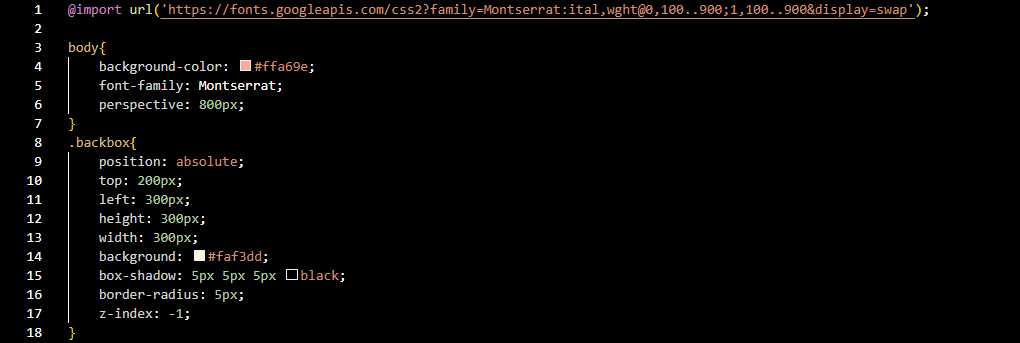 1 @import url('https://fonts.googleapis.com/css2?family=Montserrat:ital,wght@0,100..900;1,100..900&display=swap');
2
3 body{
4 background-color: #ffa69e;
5 font-family: Montserrat;
6 perspective: 800px;
7 }
8 .backbox{
9 position: absolute;
10 top: 200px;
11 left: 300px;
12 height: 300px;
13 width: 300px;
14 background: #faf3dd;
15 box-shadow: 5px 5px 5px black;
16 border-radius: 5px;
17 z-index: -1;
18 }